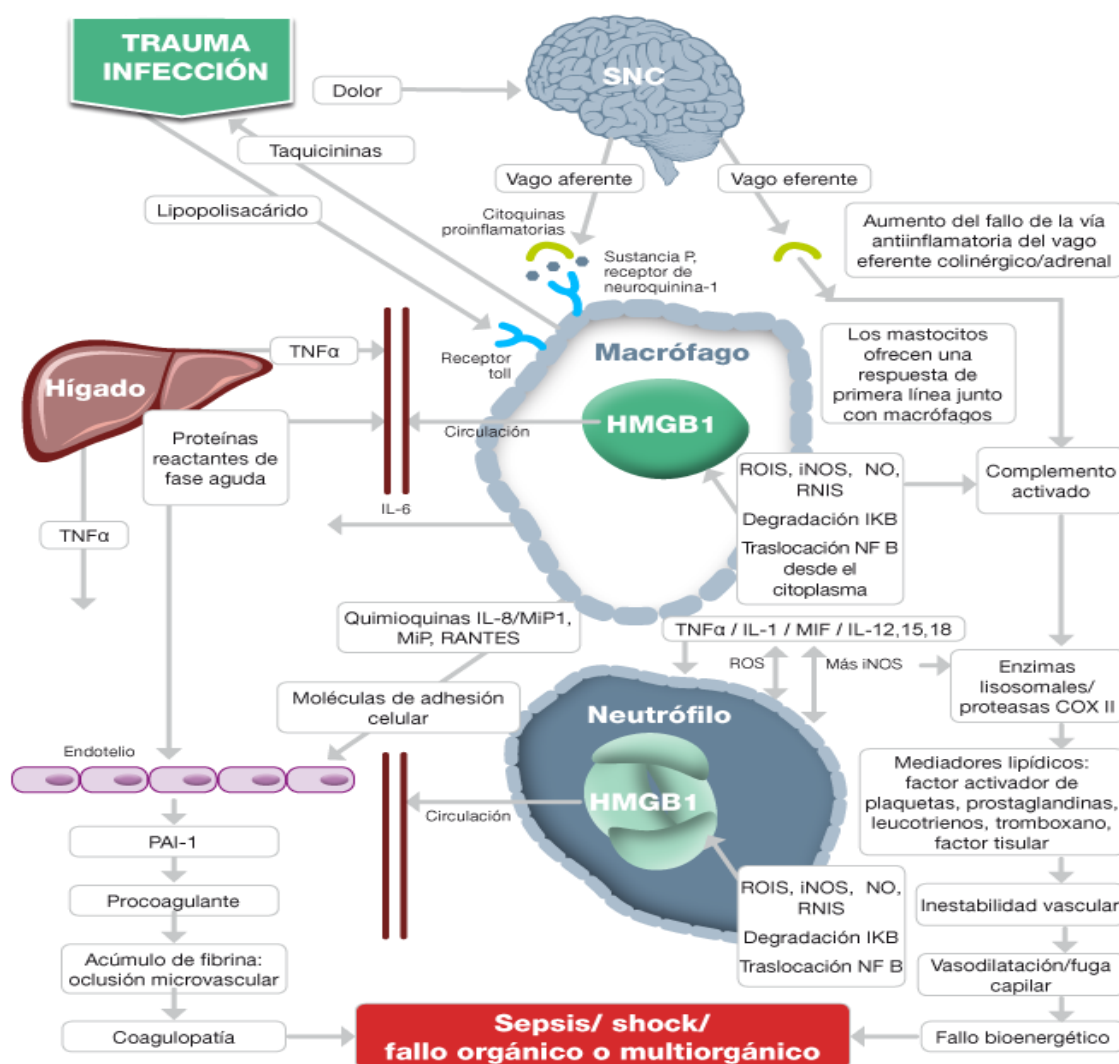 TRAUMA
INFECCIÓN
SNC
Dolor
Taquicininas
Vago aferente
Vago eferente
Lipopolisacárido
Citoquinas
proinflamatorias
Sustancia P,
receptor de
neuroquinina-1
Aumento del fallo de la vía
antiinflamatoria del vago
eferente colinérgico/adrenal
Receptor
toll
Macrófago
Los mastocitos
ofrecen una
respuesta de
primera línea junto
con macrófagos
TNFα
Hígado
Proteínas
reactantes de
fase aguda
Circulación
HMGB1
IL-6
ROIS, iNOS, NO,
RNIS
Degradación IKB
Traslocación NF B
desde el
citoplasma
Complemento
activado
TNFα
Quimioquinas IL-8/MiP1,
MiP, RANTES
TNFα / IL-1 / MIF / IL-12,15,18
ROS
Más iNOS
Enzimas
lisosomales/
proteasas COX II
Moléculas de adhesión
celular
Neutrófilo
Endotelio
HMGB1
Circulación
Mediadores lipídicos:
factor activador de
plaquetas, prostaglandinas,
leucotrienos, tromboxano,
factor tisular
PAI-1
Procoagulante
ROIS, iNOS, NO,
RNIS
Degradación IKB
Traslocación NF B
Inestabilidad vascular
Acúmulo de fibrina:
oclusión microvascular
Vasodilatación/fuga
capilar
Coagulopatía
Sepsis/ shock/
fallo orgánico o multiorgánico
Fallo bioenergético